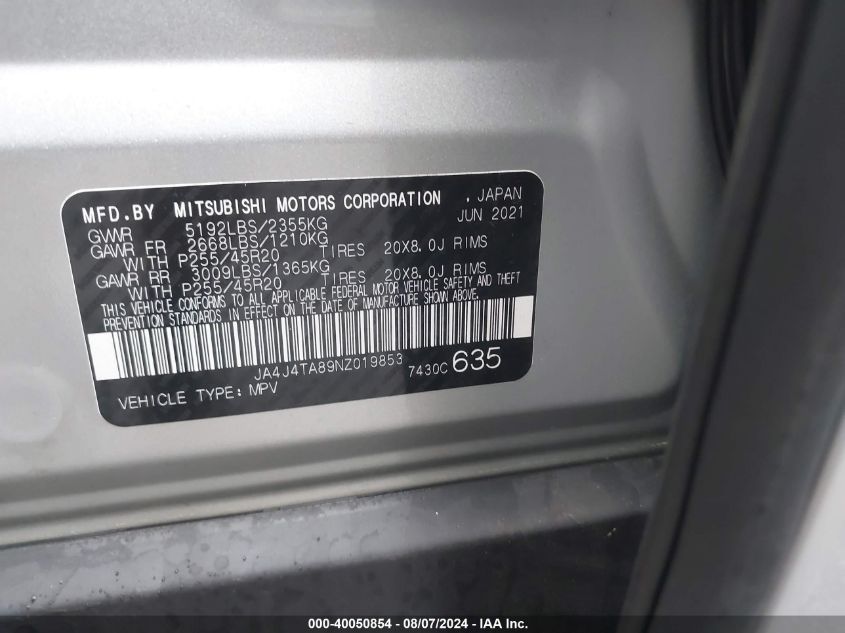 MFD.BY MITSUBISHI MOTORS CORPORATION . JAPAN
GVWR 5192LBS/2355KG JUN 2021
GAWR FR 2668LBS/1210KG
WITH P255/45R20 TIRES 20X8.0J RIMS
GAWR RR 3009LBS/1365KG
WITH P255/45R20 TIRES 20X8.0J RIMS
THIS VEHICLE CONFORMS TO ALL APPLICABLE FEDERAL MOTOR VEHICLE SAFETY AND THEFT
PREVENTION STANDARDS IN EFFECT ON THE DATE OF MANUFACTURE SHOWN ABOVE.
JA4J4TA89NZ019853 7430C 635
VEHICLE TYPE: MPV
000-40050854 - 08/07/2024 - IAA Inc.